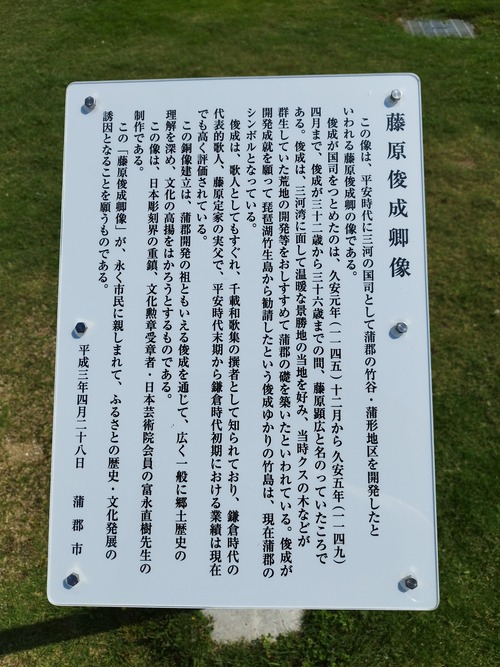 藤原俊成卿像
この像は、平安時代に三河の国司として蒲郡の竹谷・蒲形地区を開発したと
いわれる藤原俊成卿の像である。
俊成が国司をつとめたのは、久安元年（一一四五）十二月から久安五年（一一四九）
四月まで、俊成が三十二歳から三十六歳までの間、藤原顕広と名のっていたころで
ある。俊成は、三河湾に面して温暖な景勝地の当地を好み、当時クスの木などが
群生していた荒地の開発等をおしすすめて蒲郡の礎を築いたといわれている。俊成が
開発成就を願って琵琶湖竹生島から勧請したという俊成ゆかりの竹島は、現在蒲郡の
シンボルとなっている。
俊成は、歌人としてもすぐれ、千載和歌集の撰者として知られており、鎌倉時代の
代表的歌人、藤原定家の実父で、平安時代末期から鎌倉時代初期における業績は現在
でも高く評価されている。
この銅像建立は、蒲郡開発の祖ともいえる俊成を通じて、広く一般に郷土歴史の
理解を深め、文化の高揚をはかろうとするものである。
この像は、日本彫刻界の重鎮、文化勲章受章者・日本芸術院会員の富永直樹先生の
制作である。
この「藤原俊成卿像」が、永く市民に親しまれて、ふるさとの歴史・文化発展の
誘因となることを願うものである。
平成三年四月二十八日　蒲郡市